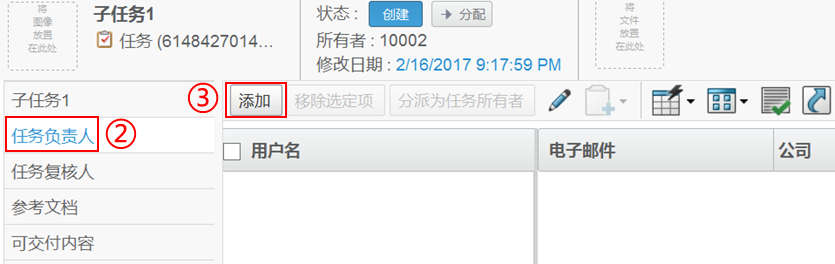 将
图像
放置
在此处
子任务1
任务 (6148427014...
状态 : 创建 分配
所有者 : 10002
修改日期 : 2/16/2017 9:17:59 PM
将
文件
放置
在此处
子任务1
③ 添加 移除选定项 分派为任务所有者
任务负责人 ②
用户名 电子邮件 公司
任务复核人
参考文档
可交付内容